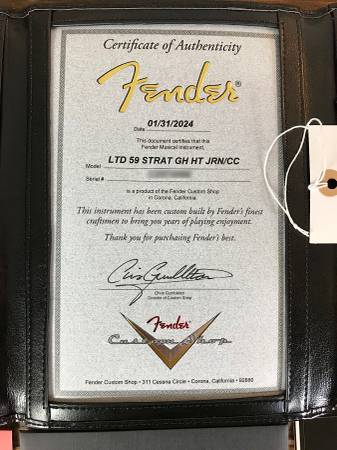 Certificate of Authenticity
Fender®
Date 01/31/2024
This document certifies that this
Fender Musical Instrument,
Model LTD 59 STRAT GH HT JRN/CC
Serial #
is a product of the Fender Custom Shop
in Corona, California.
This instrument has been custom built by Fender's finest
craftsmen to bring you years of playing enjoyment.
Thank you for purchasing Fender's best.
Director of Custom Shop
Fender
Custom Shop
Fender Custom Shop • 311 Cessna Circle • Corona, California • 92880